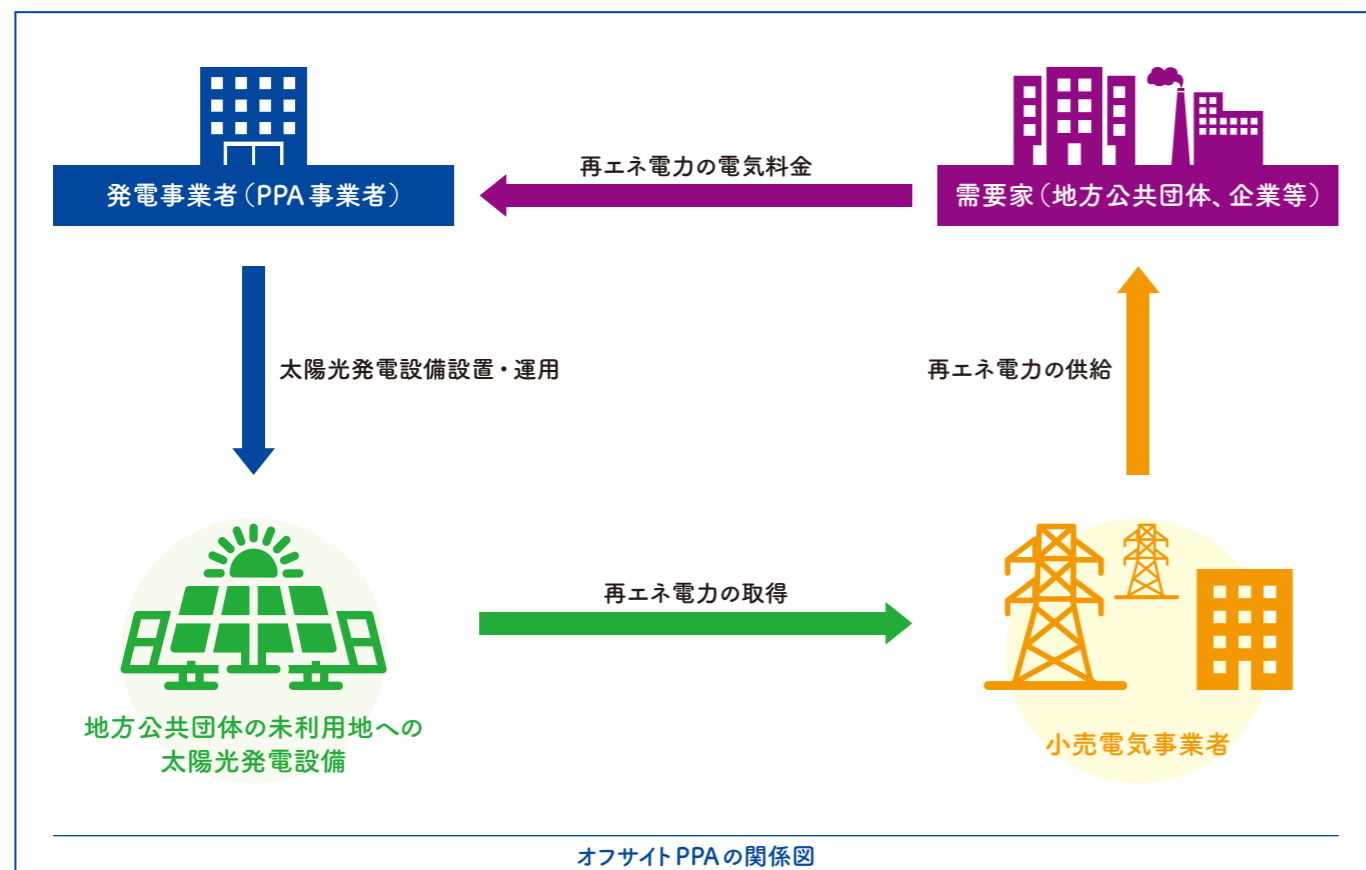 発電事業者（PPA事業者）
再エネ電力の電気料金
需要家（地方公共団体、企業等）
太陽光発電設備設置・運用
再エネ電力の供給
再エネ電力の取得
地方公共団体の未利用地への
太陽光発電設備
小売電気事業者
オフサイトPPAの関係図